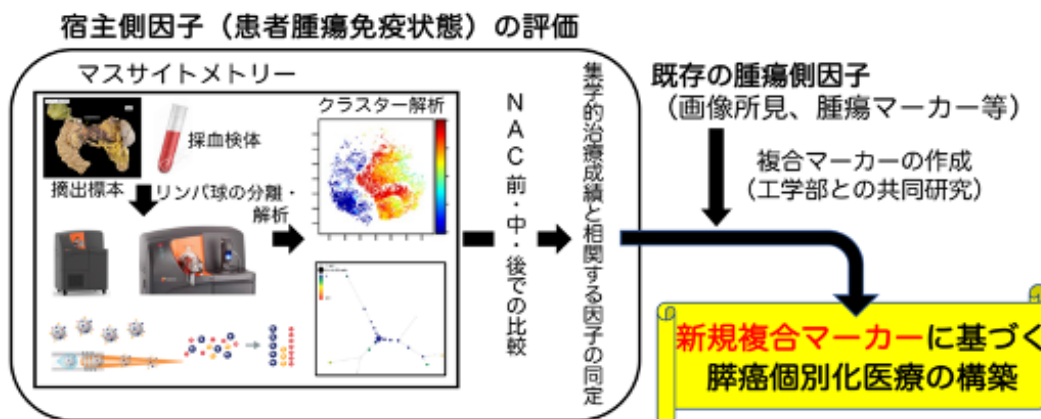 宿主側因子（患者腫瘍免疫状態）の評価
マスサイトメトリー
採血検体
摘出標本
リンパ球の分離・
解析
クラスター解析
NAC前・中・後での比較
集学的治療成績と相関する因子の同定
既存の腫瘍側因子
（画像所見、腫瘍マーカー等）
複合マーカーの作成
（工学部との共同研究）
新規複合マーカーに基づく
膵癌個別化医療の構築